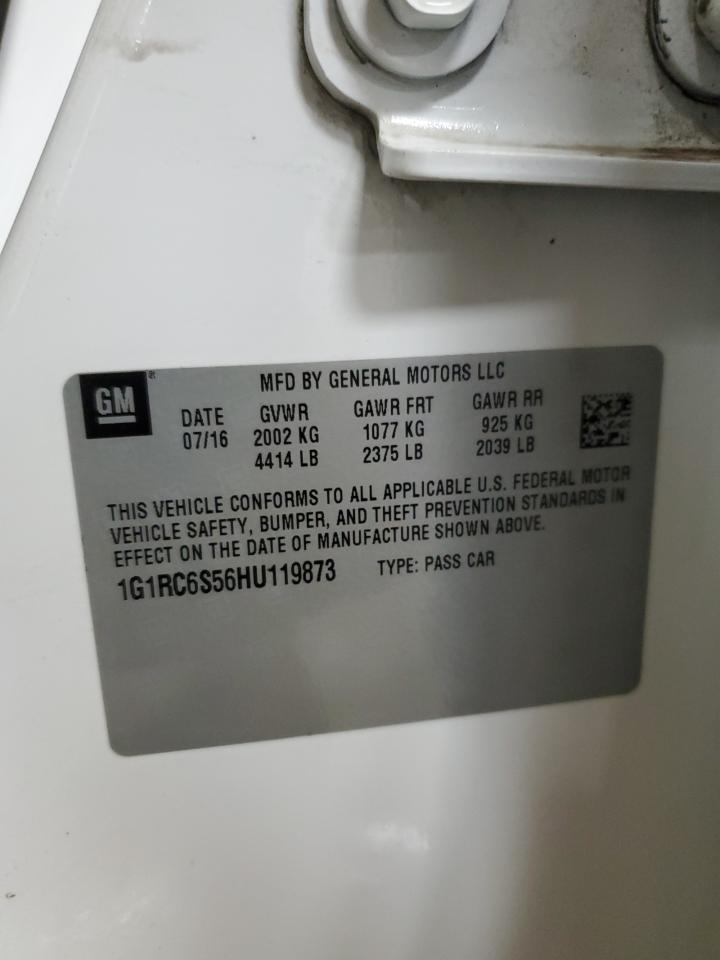 GM®
MFD BY GENERAL MOTORS LLC
DATE GVWR GAWR FRT GAWR RR
07/16 2002 KG 1077 KG 925 KG
4414 LB 2375 LB 2039 LB
THIS VEHICLE CONFORMS TO ALL APPLICABLE U.S. FEDERAL MOTOR
VEHICLE SAFETY, BUMPER, AND THEFT PREVENTION STANDARDS IN
EFFECT ON THE DATE OF MANUFACTURE SHOWN ABOVE.
1G1RC6S56HU119873 TYPE: PASS CAR